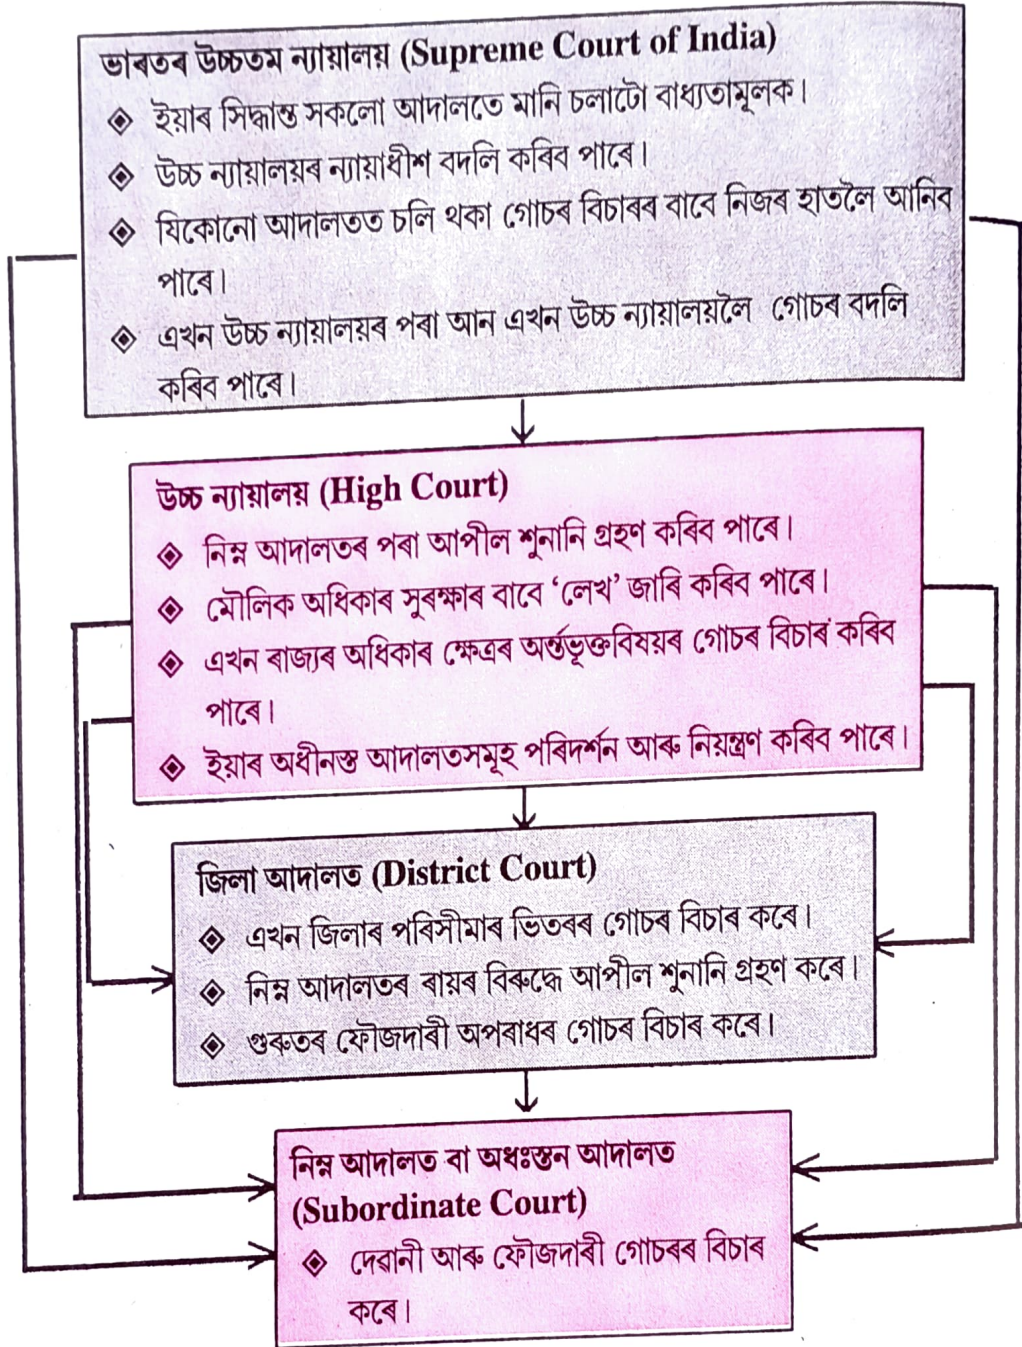 ভাৰতৰ উচ্চতম ন্যায়ালয় (Supreme Court of India)
ইয়াৰ সিদ্ধান্ত সকলো আদালতে মানি চলাটো বাধ্যতামূলক।
উচ্চ ন্যায়ালয়ৰ ন্যায়াধীশ বদলি কৰিব পাৰে।
যিকোনো আদালতত চলি থকা গোচৰ বিচাৰৰ বাবে নিজৰ হাতলৈ আনিব
পাৰে।
এখন উচ্চ ন্যায়ালয়ৰ পৰা আন এখন উচ্চ ন্যায়ালয়লৈ গোচৰ বদলি
কৰিব পাৰে।
উচ্চ ন্যায়ালয় (High Court)
নিম্ন আদালতৰ পৰা আপীল শুনানি গ্ৰহণ কৰিব পাৰে।
মৌলিক অধিকাৰ সুৰক্ষাৰ বাবে ‘লেখ’ জাৰি কৰিব পাৰে।
এখন ৰাজ্যৰ অধিকাৰ ক্ষেত্ৰৰ অৰ্ন্তভূক্তবিষয়ৰ গোচৰ বিচাৰ কৰিব
পাৰে।
ইয়াৰ অধীনস্ত আদালতসমূহ পৰিদৰ্শন আৰু নিয়ন্ত্ৰণ কৰিব পাৰে।
জিলা আদালত (District Court)
এখন জিলাৰ পৰিসীমাৰ ভিতৰৰ গোচৰ বিচাৰ কৰে।
নিম্ন আদালতৰ ৰায়ৰ বিৰুদ্ধে আপীল শুনানি গ্ৰহণ কৰে।
গুৰুতৰ ফৌজদাৰী অপৰাধৰ গোচৰ বিচাৰ কৰে।
নিম্ন আদালত বা অধঃস্তন আদালত
(Subordinate Court)
দেৱানী আৰু ফৌজদাৰী গোচৰৰ বিচাৰ
কৰে।